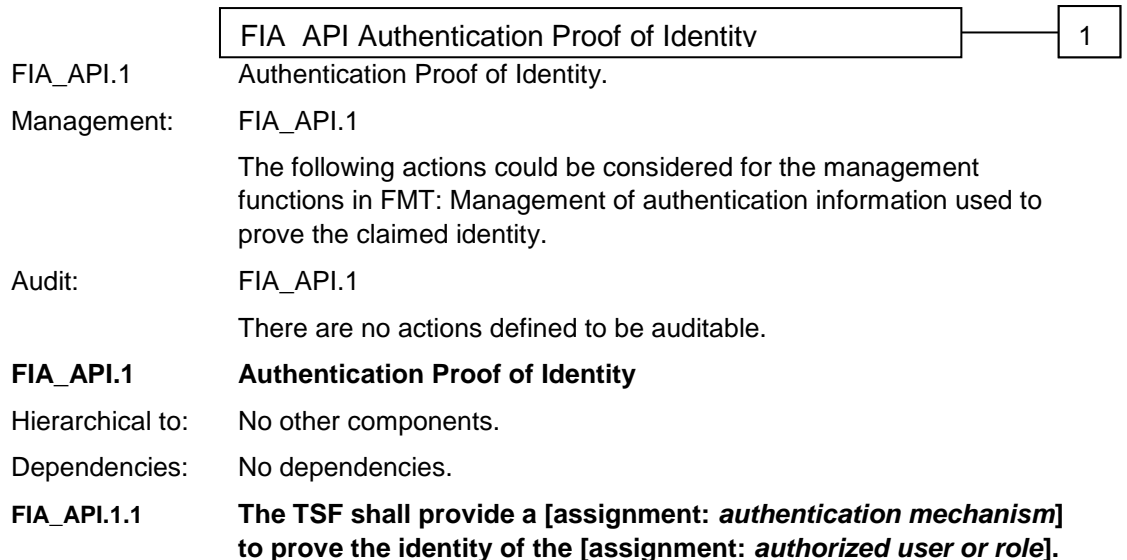 FIA_API Authentication Proof of Identity 1
FIA_API.1 Authentication Proof of Identity.
Management: FIA_API.1
The following actions could be considered for the management
functions in FMT: Management of authentication information used to
prove the claimed identity.
Audit: FIA_API.1
There are no actions defined to be auditable.
FIA_API.1 Authentication Proof of Identity
Hierarchical to: No other components.
Dependencies: No dependencies.
FIA_API.1.1 The TSF shall provide a [assignment: authentication mechanism]
to prove the identity of the [assignment: authorized user or role].